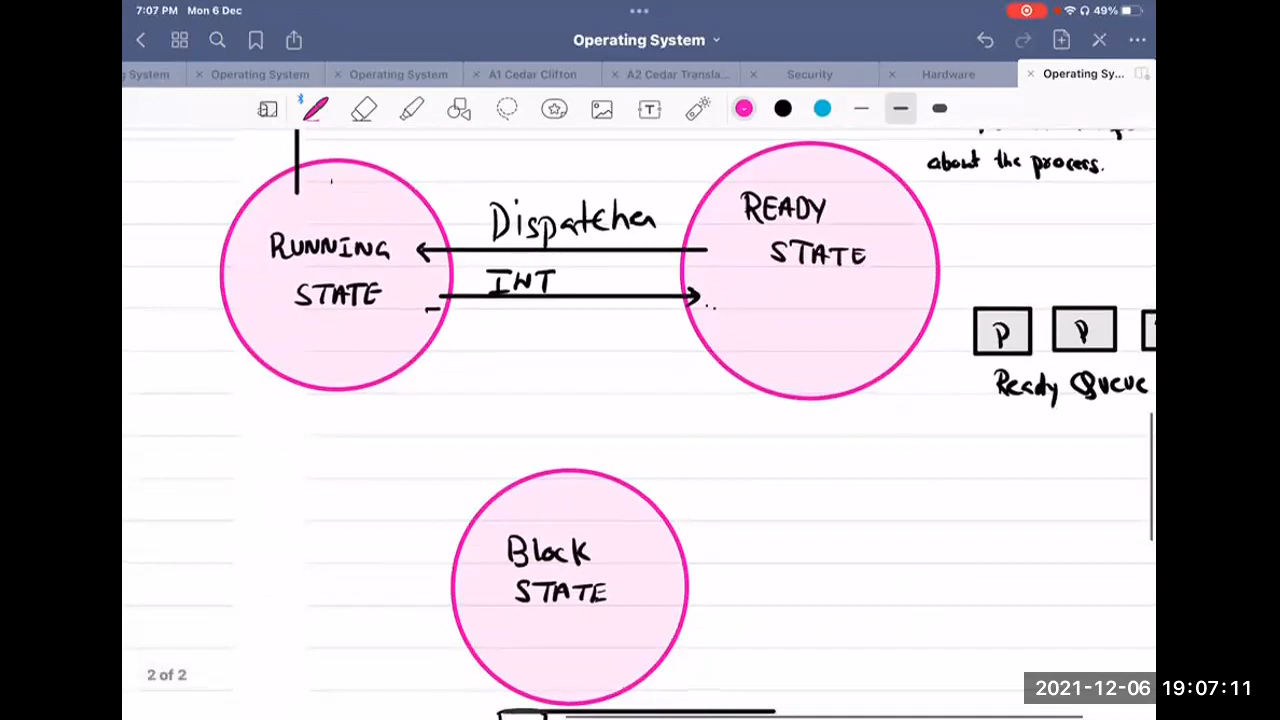 7:07 PM Mon 6 Dec
49%
Operating System
g System
Operating System
Operating System
A1 Cedar Clifton
A2 Cedar Transla...
Security
Hardware
Operating Sy...
about the process.
READY
STATE
Dispatcher
RUNNING
STATE
INT
P P
Ready Queue
Block
STATE
2 of 2
2021-12-06 19:07:11